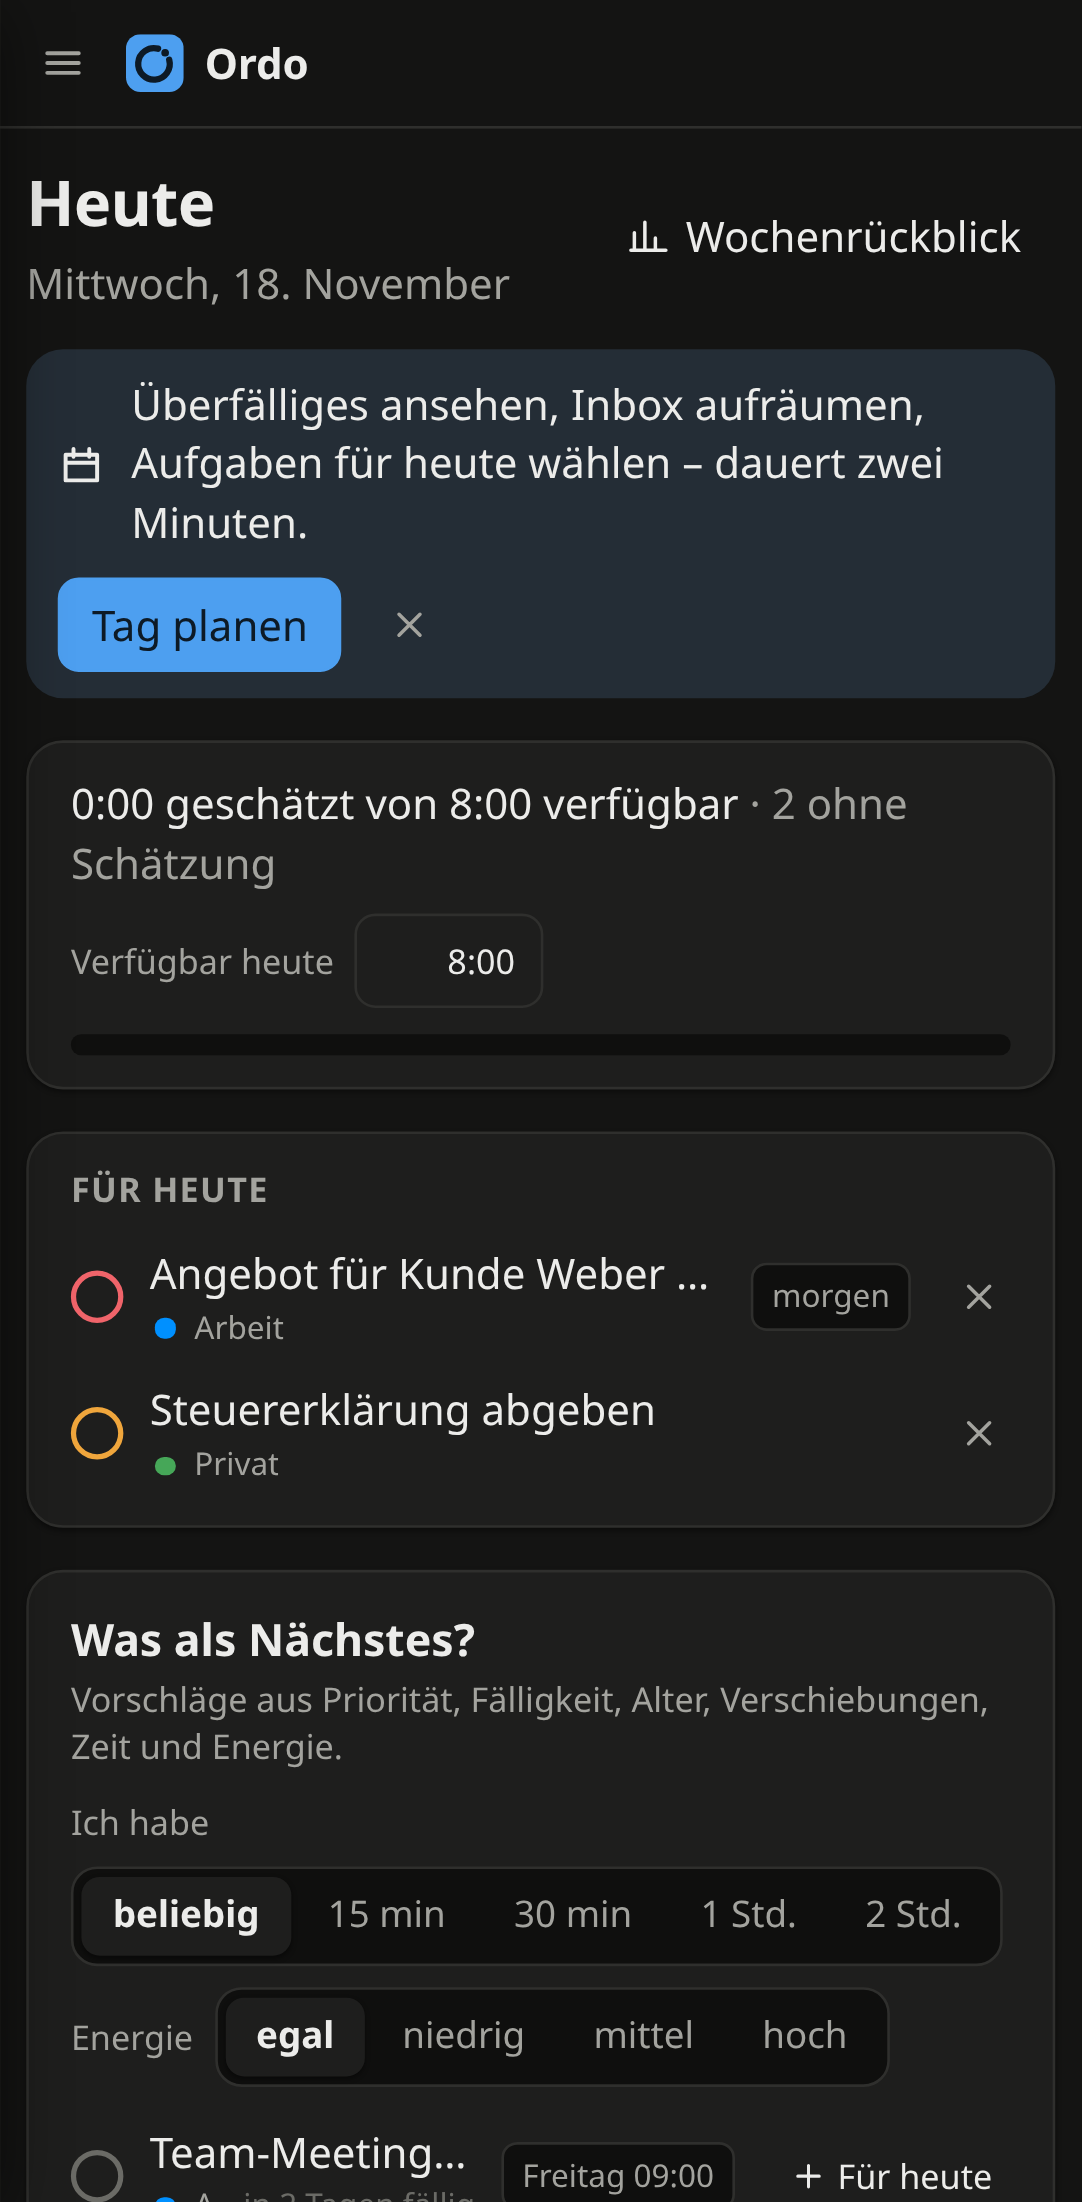 Ordo
Heute
Wochenrückblick
Mittwoch, 18. November
Überfälliges ansehen, Inbox aufräumen,
Aufgaben für heute wählen – dauert zwei
Minuten.
Tag planen
0:00 geschätzt von 8:00 verfügbar · 2 ohne
Schätzung
Verfügbar heute 8:00
FÜR HEUTE
Angebot für Kunde Weber ...
morgen
Arbeit
Steuererklärung abgeben
Privat
Was als Nächstes?
Vorschläge aus Priorität, Fälligkeit, Alter, Verschiebungen,
Zeit und Energie.
Ich habe
beliebig 15 min 30 min 1 Std. 2 Std.
Energie egal niedrig mittel hoch
Team-Meeting...
Freitag 09:00
+ Für heute
in 2 Tagen fällig